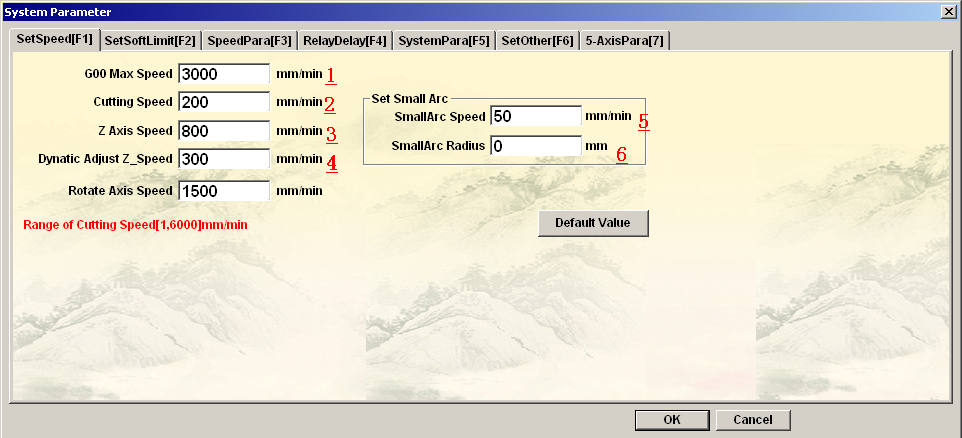 System Parameter
SetSpeed[F1] SetSoftLimit[F2] SpeedPara[F3] RelayDelay[F4] SystemPara[F5] SetOther[F6] 5-AxisPara[7]
G00 Max Speed 3000 mm/min 1
Cutting Speed 200 mm/min 2
Z Axis Speed 800 mm/min 3
Dynatic Adjust Z_Speed 300 mm/min 4
Rotate Axis Speed 1500 mm/min
Range of Cutting Speed[1,6000]mm/min
Set Small Arc
SmallArc Speed 50 mm/min 5
SmallArc Radius 0 mm 6
Default Value
OK Cancel